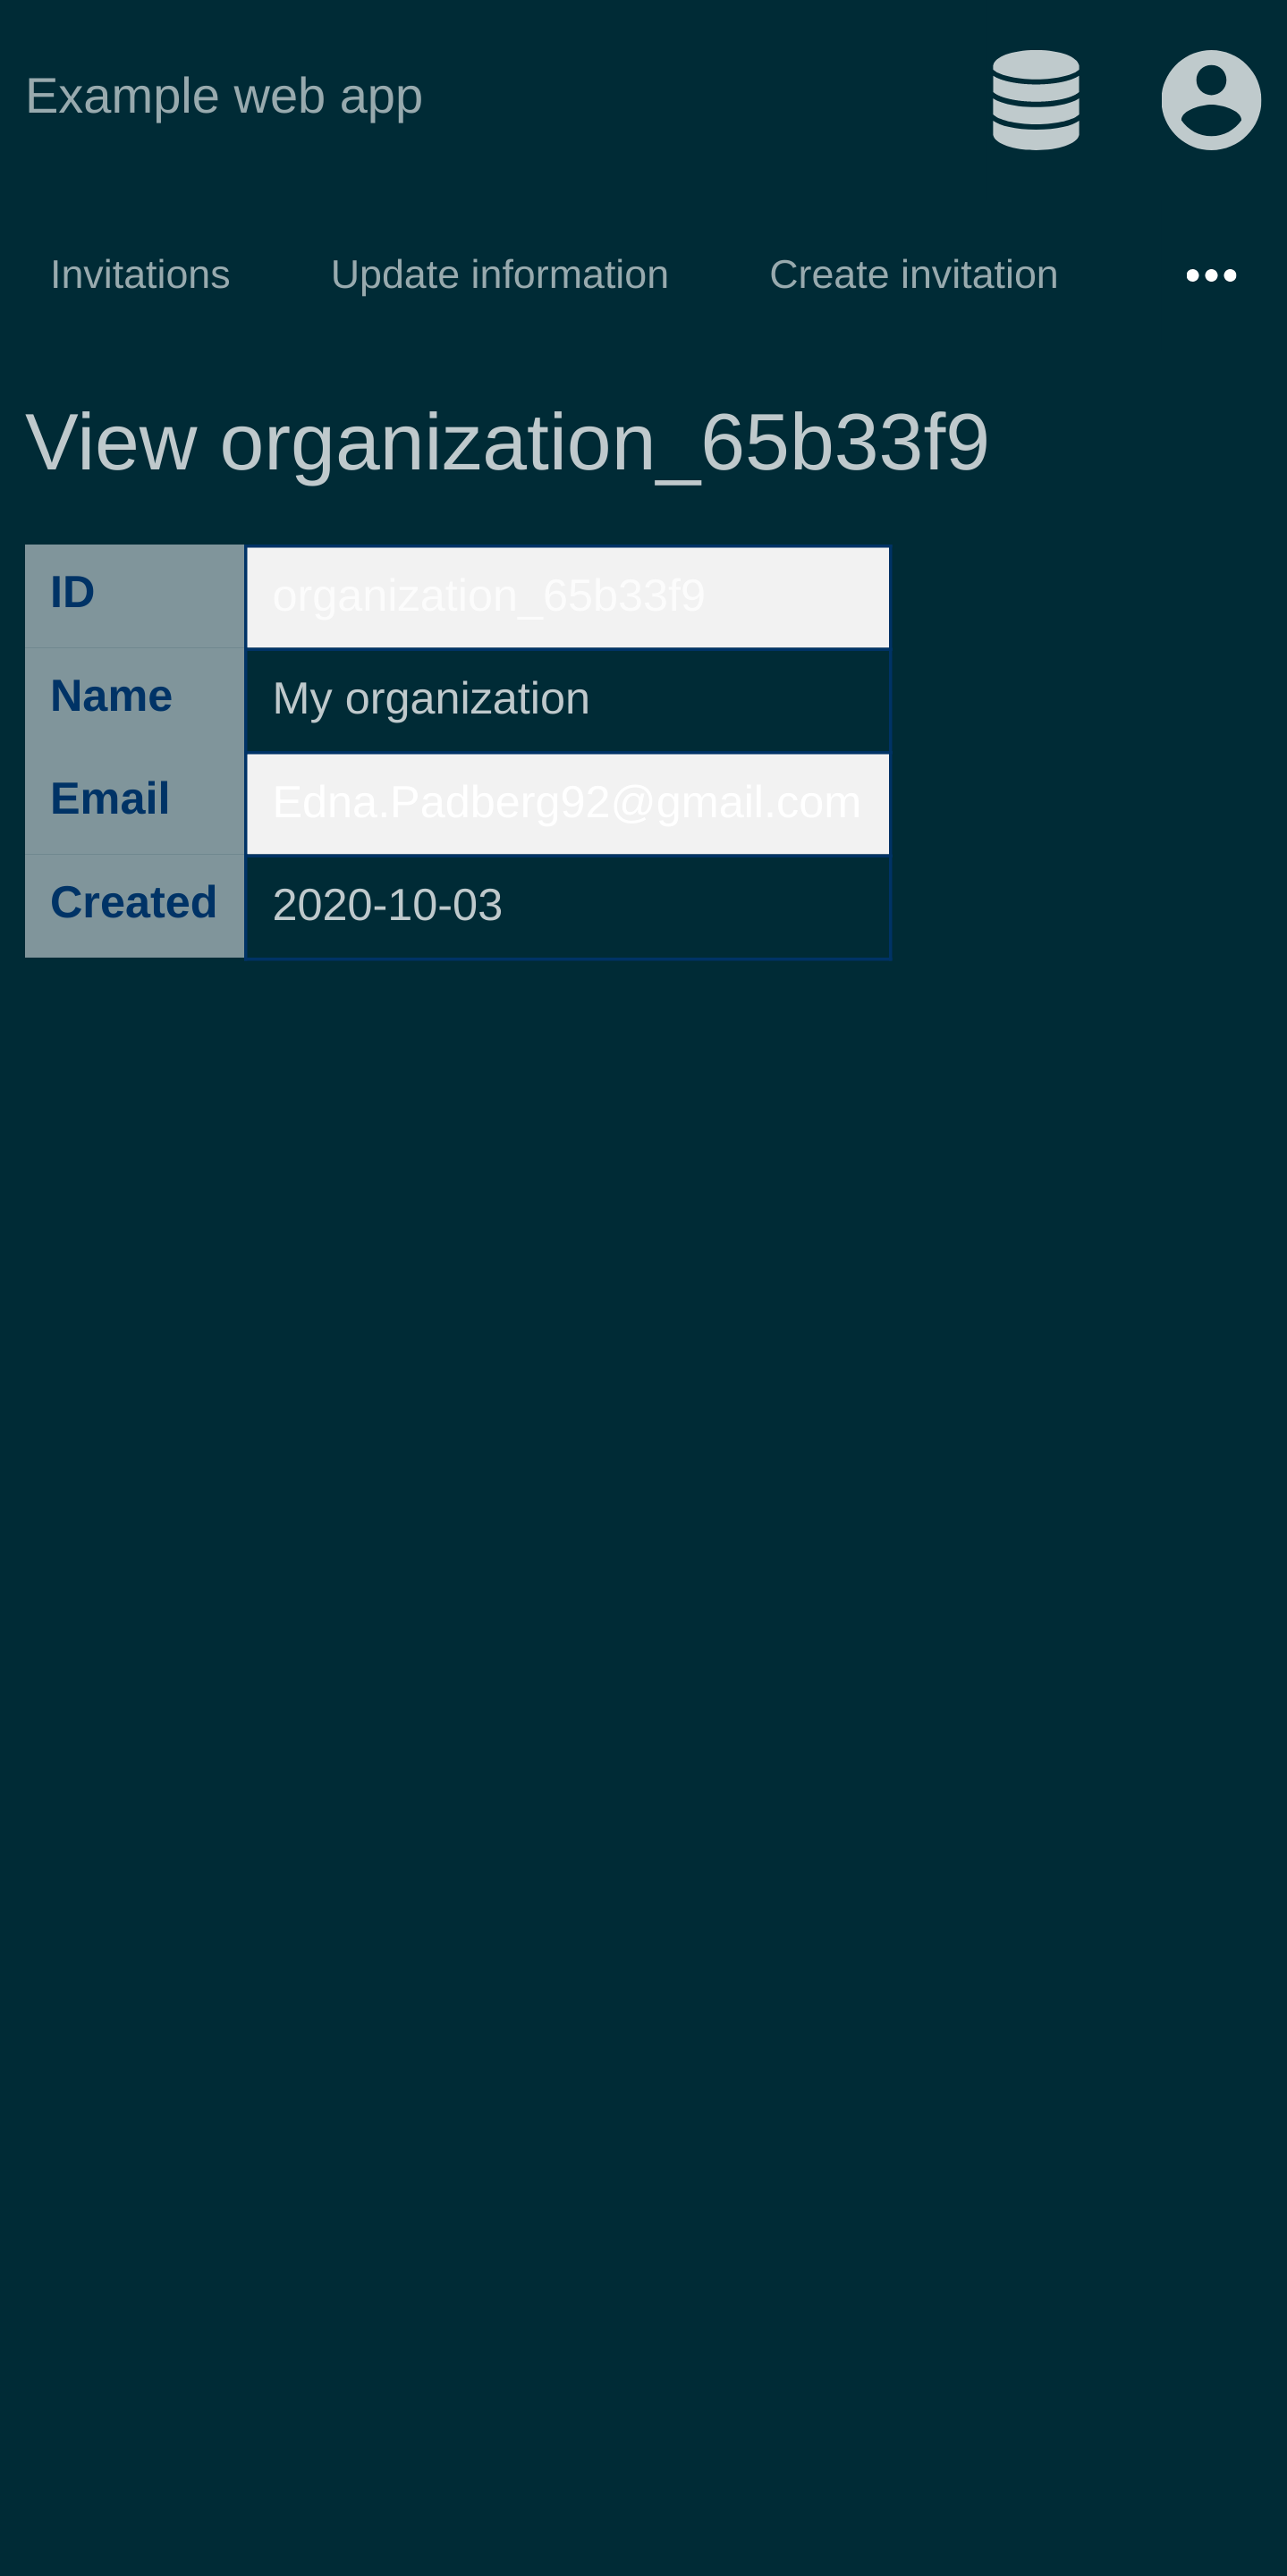 Example web app
Invitations Update information Create invitation
View organization_65b33f9
ID organization_65b33f9
Name My organization
Email Edna.Padberg92@gmail.com
Created 2020-10-03